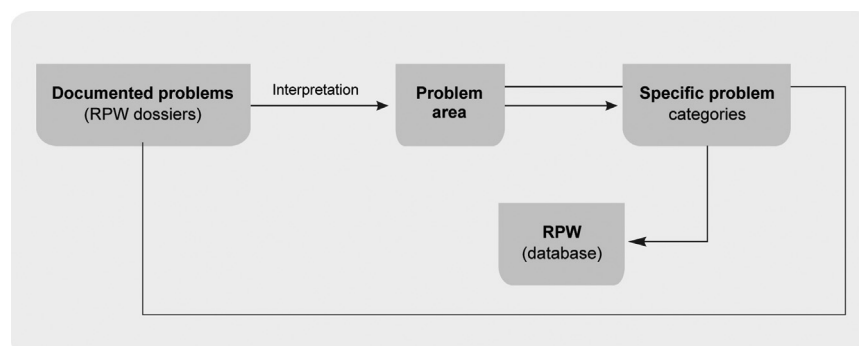 Documented problems
(RPW dossiers)
Interpretation
Problem
area
Specific problem
categories
RPW
(database)